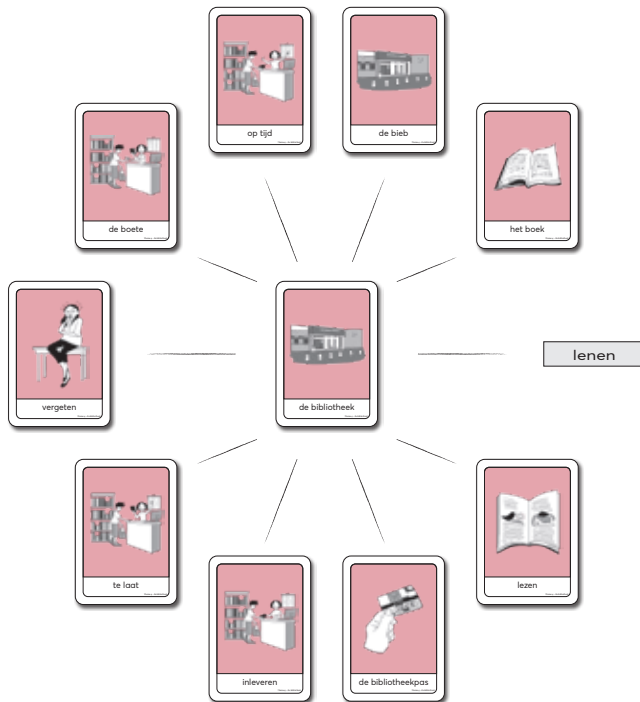 op tijd
de bieb
de boete
het boek
vergeten
de bibliotheek
lenen
te laat
lezen
inleveren
de bibliotheekpas